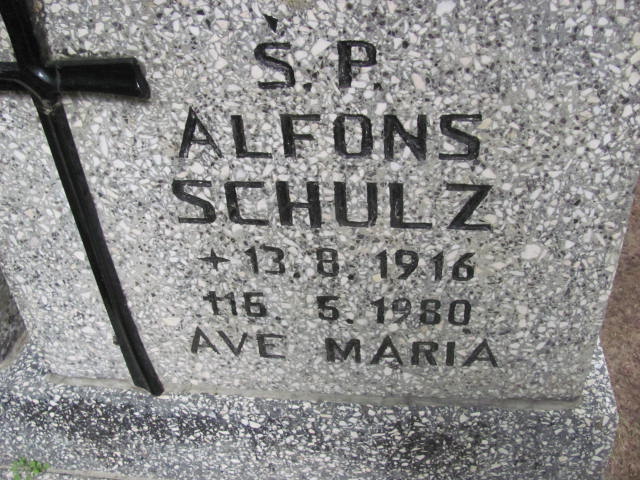 Ś.P.
ALFONS
SCHULZ
+ 13. 8. 1916
†16. 5. 1980
AVE MARIA